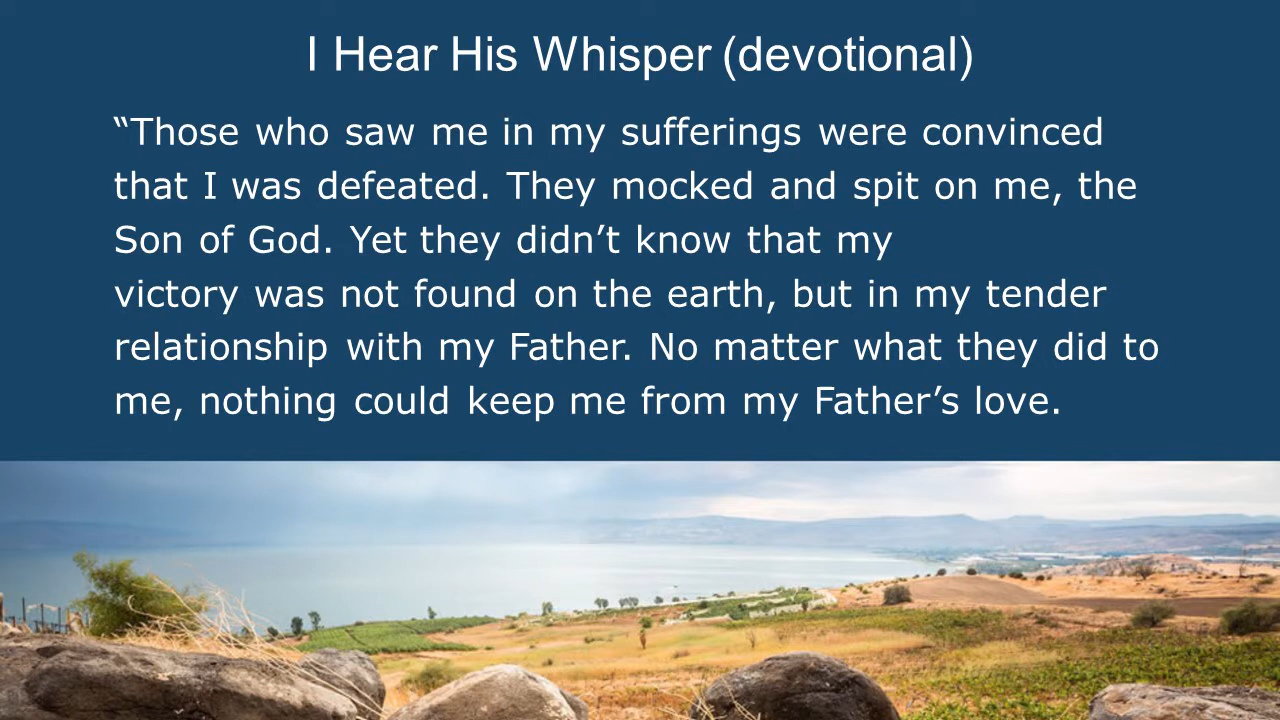 I Hear His Whisper (devotional)
“Those who saw me in my sufferings were convinced
that I was defeated. They mocked and spit on me, the
Son of God. Yet they didn’t know that my
victory was not found on the earth, but in my tender
relationship with my Father. No matter what they did to
me, nothing could keep me from my Father’s love.